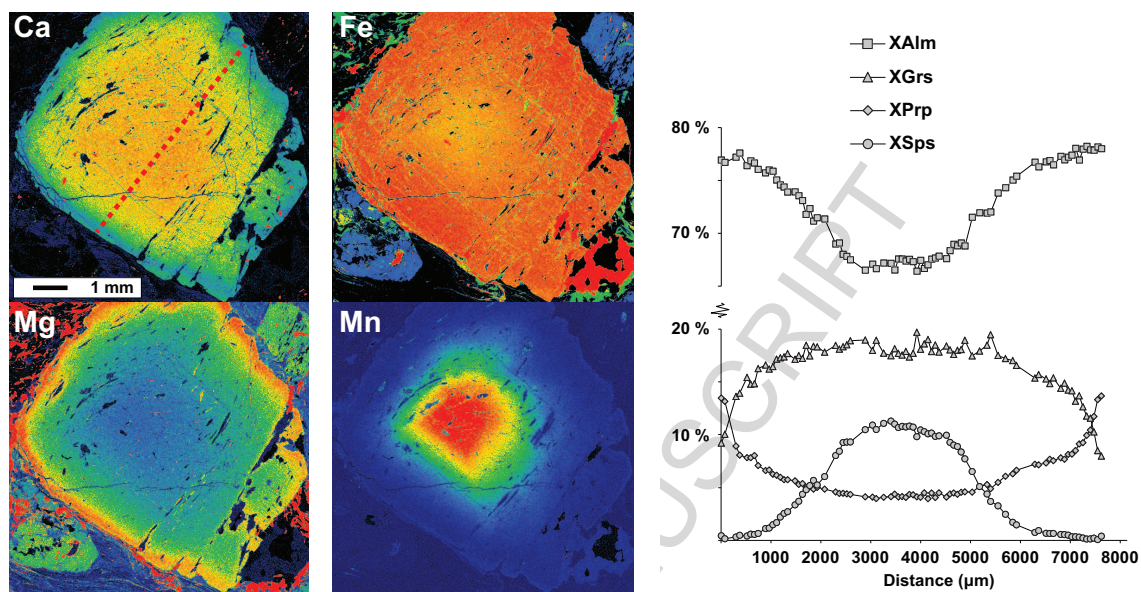 Ca
Fe
1 mm
Mg
Mn
XAlm
XGrs
XPrp
XSps
80 %
70 %
20 %
10 %
1000 2000 3000 4000 5000 6000 7000 8000
Distance (µm)
USCRIPT